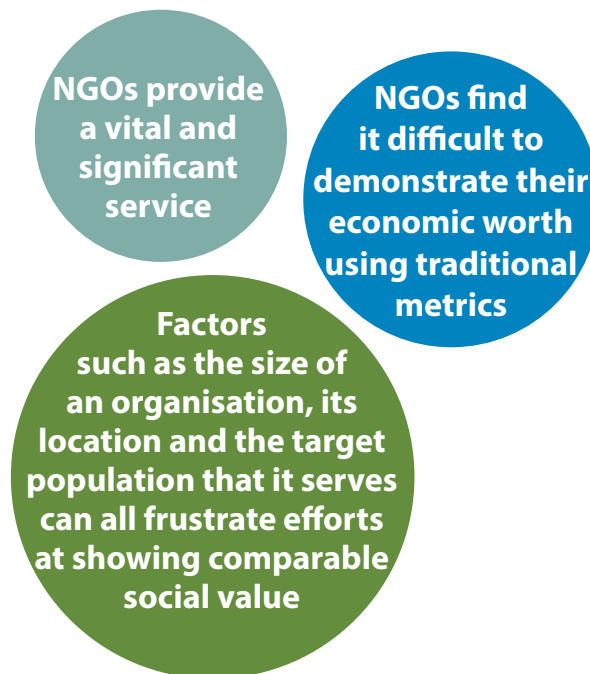 NGOs provide
a vital and
significant
service
NGOs find
it difficult to
demonstrate their
economic worth
using traditional
metrics
Factors
such as the size of
an organisation, its
location and the target
population that it serves
can all frustrate efforts
at showing comparable
social value